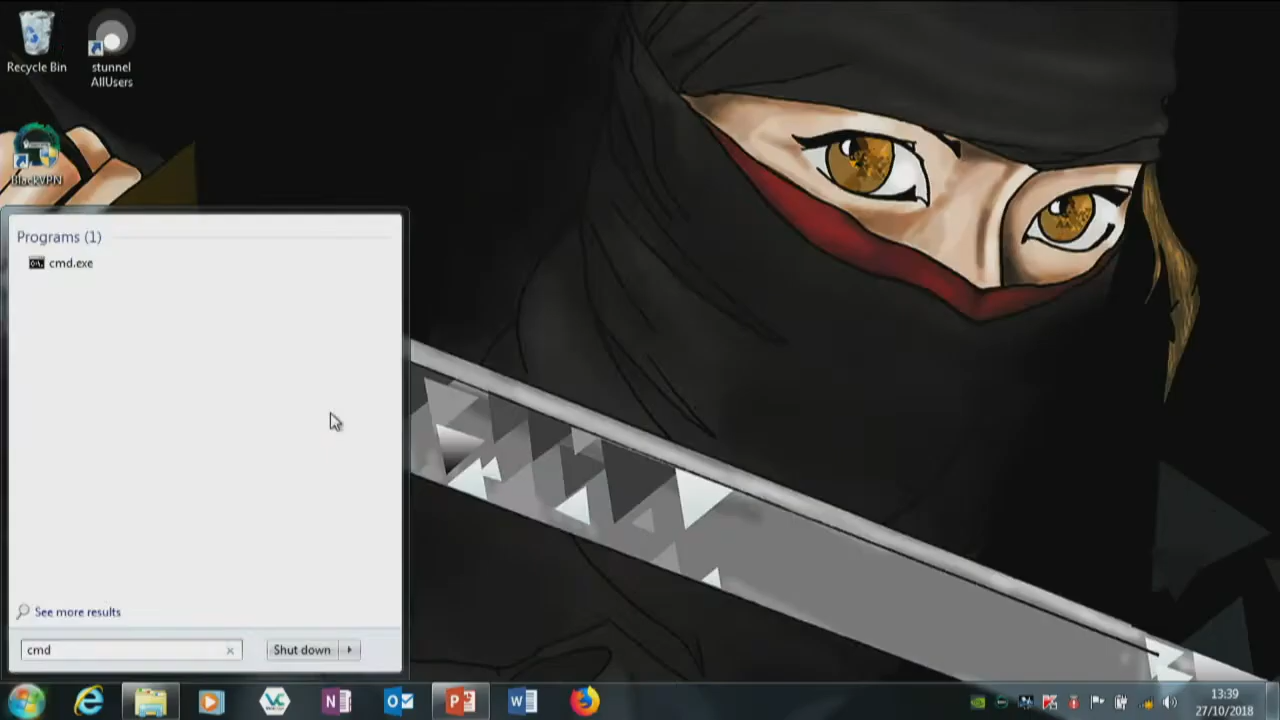 Recycle Bin
stunnel
AllUsers
BlackVPN
Programs (1)
cmd.exe
See more results
cmd
Shut down
13:39
27/10/2018